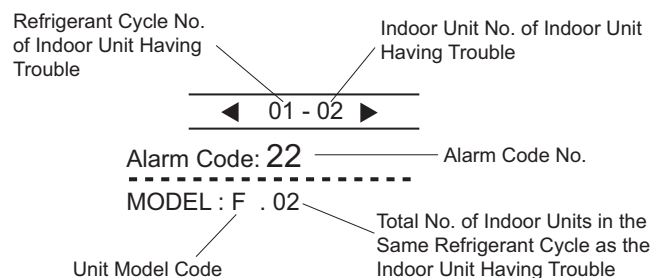 Refrigerant Cycle No.
of Indoor Unit Having
Trouble
Indoor Unit No. of Indoor Unit
Having Trouble
◀ 01 - 02 ▶
Alarm Code: 22
Alarm Code No.
MODEL : F . 02
Total No. of Indoor Units in the
Same Refrigerant Cycle as the
Indoor Unit Having Trouble
Unit Model Code